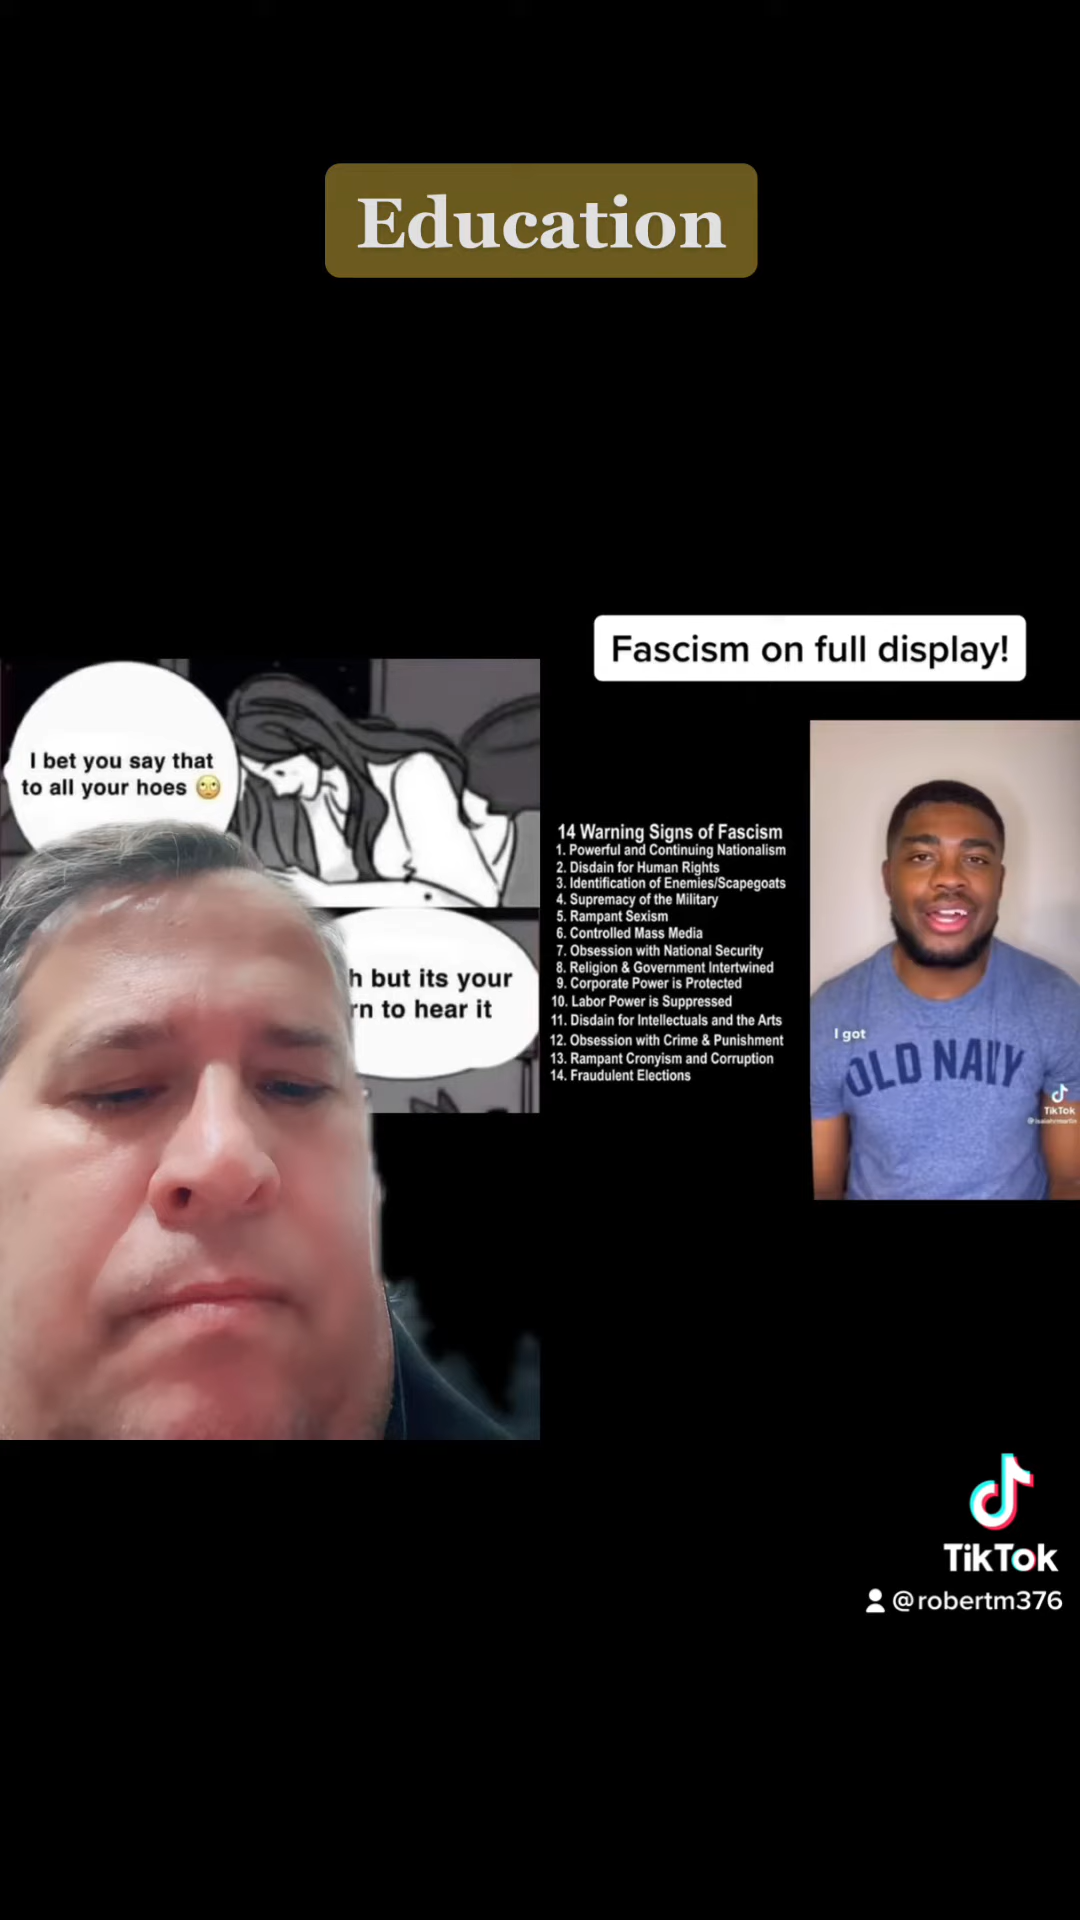 Education
Fascism on full display!
I bet you say that
to all your hoes 🙄
h but its your
rn to hear it
14 Warning Signs of Fascism
1. Powerful and Continuing Nationalism
2. Disdain for Human Rights
3. Identification of Enemies/Scapegoats
4. Supremacy of the Military
5. Rampant Sexism
6. Controlled Mass Media
7. Obsession with National Security
8. Religion & Government Intertwined
9. Corporate Power is Protected
10. Labor Power is Suppressed
11. Disdain for Intellectuals and the Arts
12. Obsession with Crime & Punishment
13. Rampant Cronyism and Corruption
14. Fraudulent Elections
I got
OLD NAVY
TikTok
TikTok
@robertm376